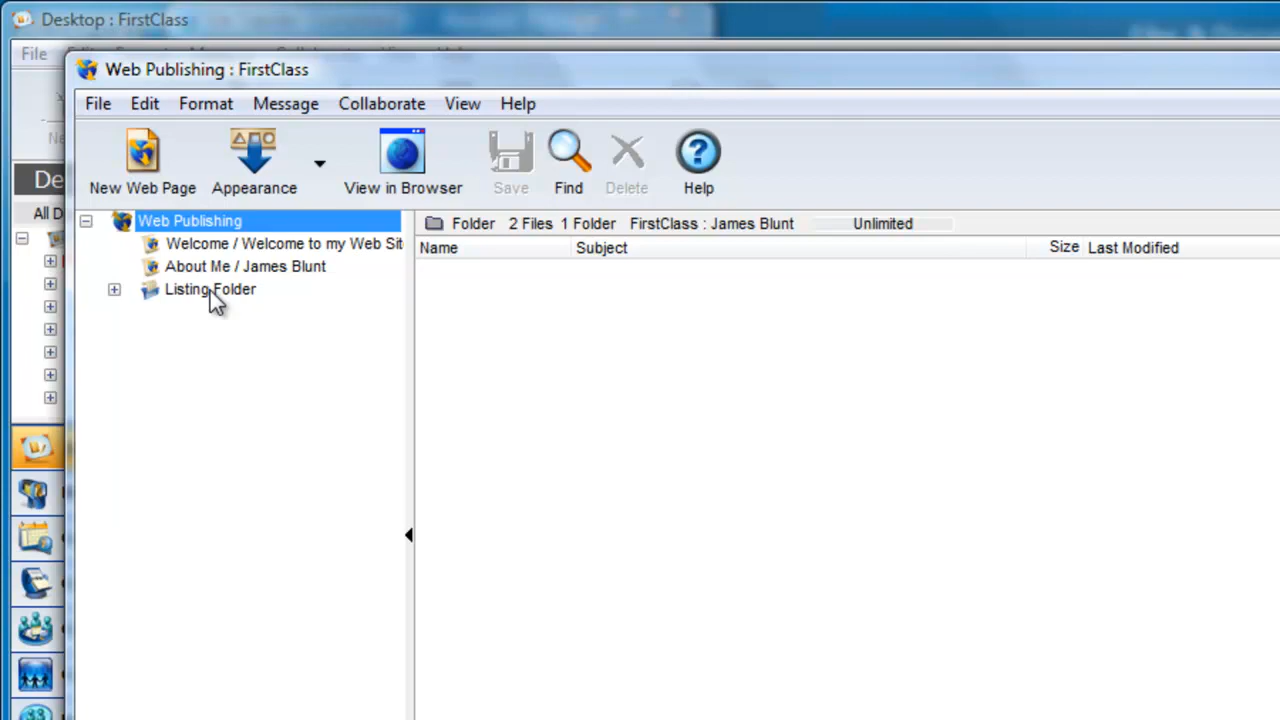 Desktop : FirstClass
File
Web Publishing : FirstClass
File Edit Format Message Collaborate View Help
New Web Page Appearance View in Browser Save Find Delete Help
De
All D
Web Publishing
Welcome / Welcome to my Web Sit
About Me / James Blunt
Listing Folder
Folder 2 Files 1 Folder FirstClass : James Blunt Unlimited
Name Subject Size Last Modified